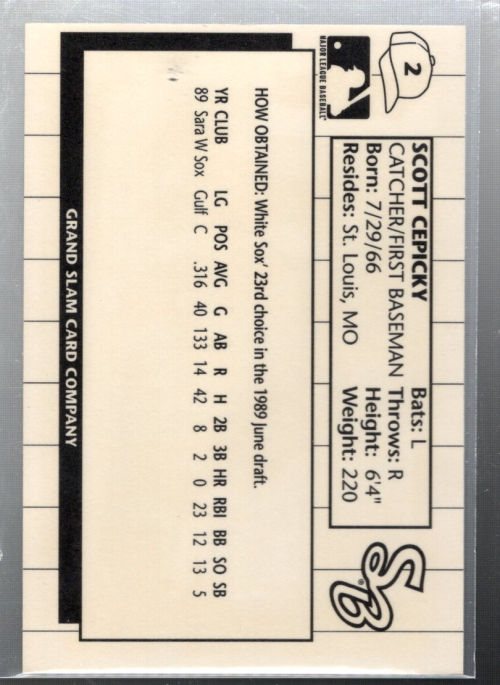 2
MAJOR LEAGUE BASEBALL
SCOTT CEPICKY Bats: L
CATCHER/FIRST BASEMAN Throws: R
Born: 7/29/66 Height: 6'4"
Resides: St. Louis, MO Weight: 220
SB
HOW OBTAINED: White Sox' 23rd choice in the 1989 June draft.
YR CLUB LG POS AVG G AB R H 2B 3B HR RBI BB SO SB
89 Sara W Sox Gulf C .316 40 133 14 42 8 2 0 23 12 13 5
GRAND SLAM CARD COMPANY